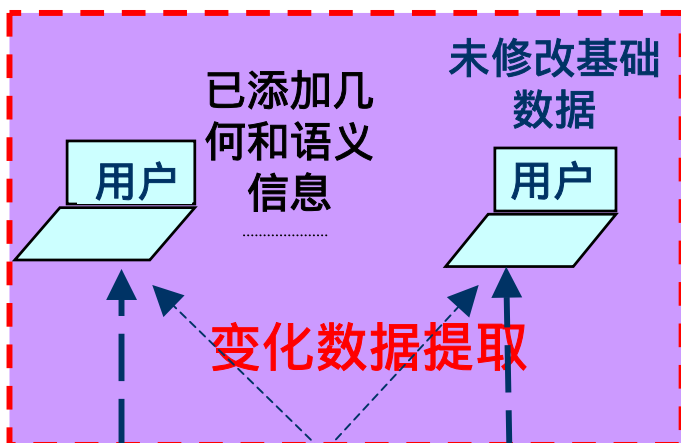 未修改基础
数据
已添加几
何和语义
信息
用户
用户
变化数据提取